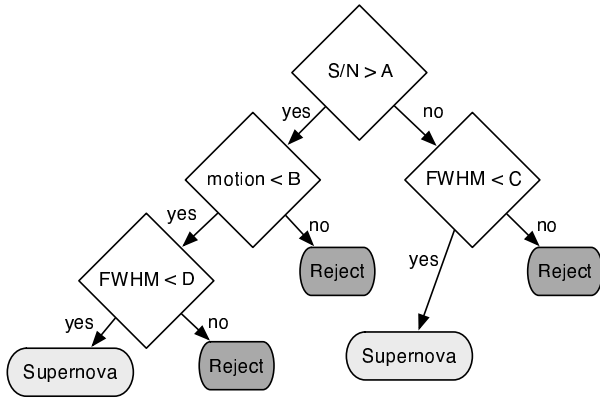 S/N > A
yes
no
motion < B
FWHM < C
yes
no
no
FWHM < D
Reject
yes
Reject
yes
no
Supernova
Reject
Supernova